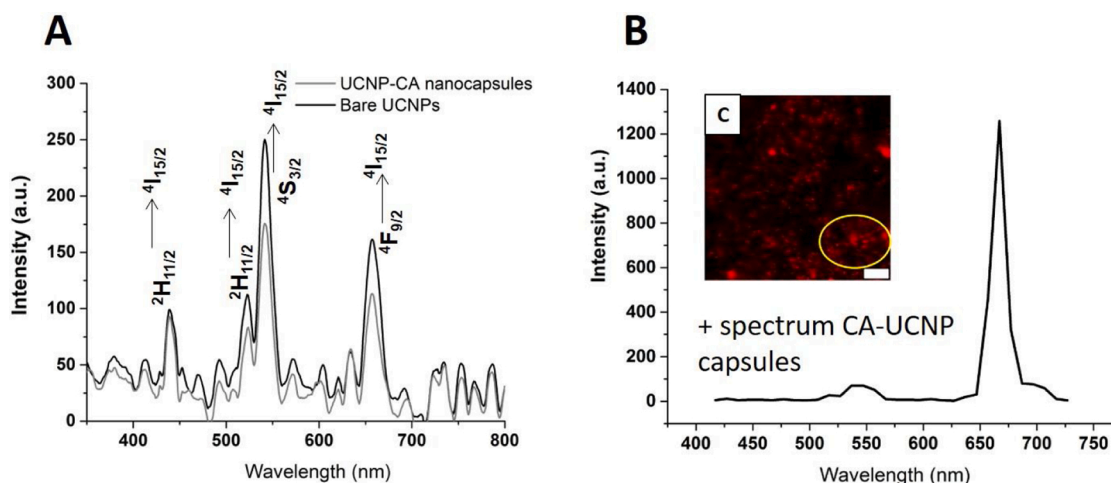 A
UCNP-CA nanocapsules
Bare UCNPs
⁴I₁₅/₂
⁴I₁₅/₂
⁴I₁₅/₂
⁴I₁₅/₂
²H₁₁/₂
²H₁₁/₂
⁴S₃/₂
⁴F₉/₂
300
250
200
150
100
50
0
Intensity (a.u.)
400 500 600 700 800
Wavelength (nm)
B
C
+ spectrum CA-UCNP
capsules
1400
1200
1000
800
600
400
200
0
Intensity (a.u.)
400 450 500 550 600 650 700 750
Wavelength (nm)